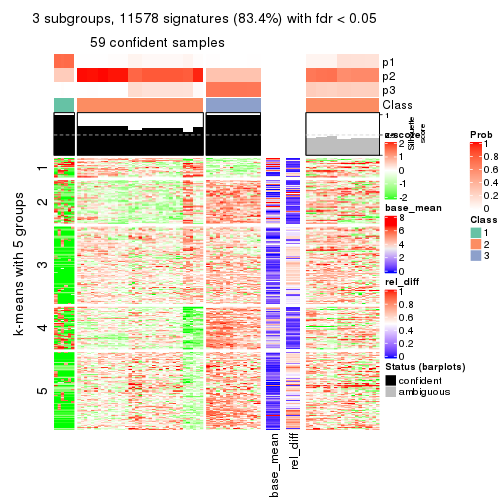 3 subgroups, 11578 signatures (83.4%) with fdr < 0.05
59 confident samples
p1
p2
p3
Class
1
Silhouette
score
k-means with 5 groups
1
2
3
4
5
base_mean
rel_diff
z-score
2
1
0
-1
-2
base_mean
8
6
4
2
0
rel_diff
1
0.8
0.6
0.4
0.2
0
Status (barplots)
confident
ambiguous
Prob
1
0.8
0.6
0.4
0.2
0
Class
1
2
3